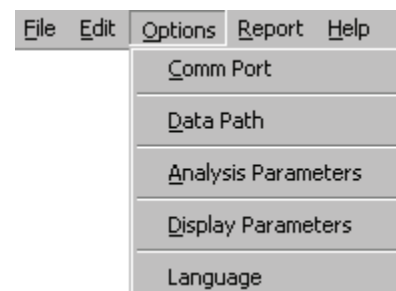 File Edit Options Report Help
Comm Port
Data Path
Analysis Parameters
Display Parameters
Language